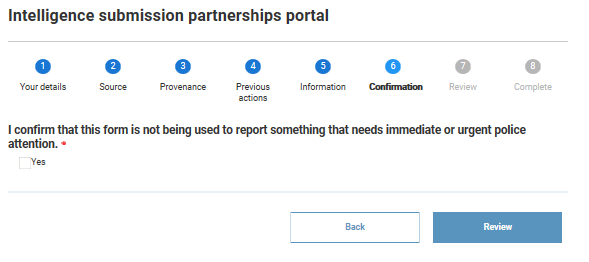 Intelligence submission partnerships portal
1 2 3 4 5 6 7 8
Your details Source Provenance Previous Information Confirmation Review Complete
actions
I confirm that this form is not being used to report something that needs immediate or urgent police
attention. *
Yes
Back Review